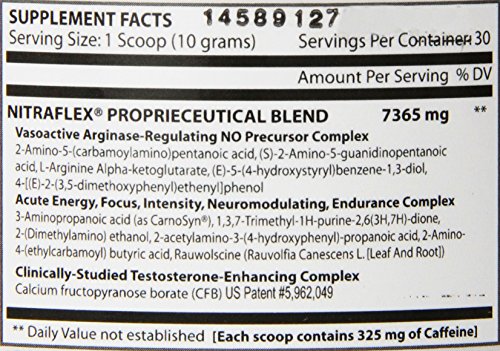 SUPPLEMENT FACTS 14589127
Serving Size: 1 Scoop (10 grams) Servings Per Container: 30
Amount Per Serving % DV
NITRAFLEX® PROPRIECEUTICAL BLEND 7365 mg **
Vasoactive Arginase-Regulating NO Precursor Complex
2-Amino-5-(carbamoylamino)pentanoic acid, (S)-2-Amino-5-guanidinopentanoic
acid, L-Arginine Alpha-ketoglutarate, (E)-5-(4-hydroxystyryl)benzene-1,3-diol,
4-[(E)-2-(3,5-dimethoxyphenyl)ethenyl]phenol
Acute Energy, Focus, Intensity, Neuromodulating, Endurance Complex
3-Aminopropanoic acid (as CarnoSyn®), 1,3,7-Trimethyl-1H-purine-2,6(3H,7H)-dione,
2-(Dimethylamino) ethanol, 2-acetylamino-3-(4-hydroxyphenyl)-propanoic acid, 2-Amino-
4-(ethylcarbamoyl) butyric acid, Rauwolscine (Rauvolfia Canescens L. [Leaf And Root])
Clinically-Studied Testosterone-Enhancing Complex
Calcium fructopyranose borate (CFB) US Patent #5,962,049
** Daily Value not established [Each scoop contains 325 mg of Caffeine]